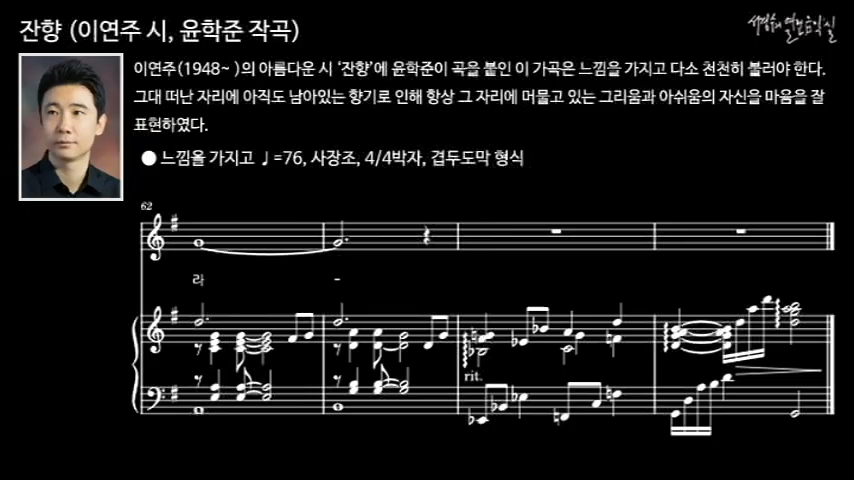 잔향 (이연주 시, 윤학준 작곡)
이연주(1948~ )의 아름다운 시 ‘잔향’에 윤학준이 곡을 붙인 이 가곡은 느낌을 가지고 다소 천천히 불러야 한다.
그대 떠난 자리에 아직도 남아있는 향기로 인해 항상 그 자리에 머물고 있는 그리움과 아쉬움의 자신을 마음을 잘
표현하였다.
● 느낌을 가지고 ♩=76, 사장조, 4/4박자, 겹두도막 형식
62
라 -
rit.